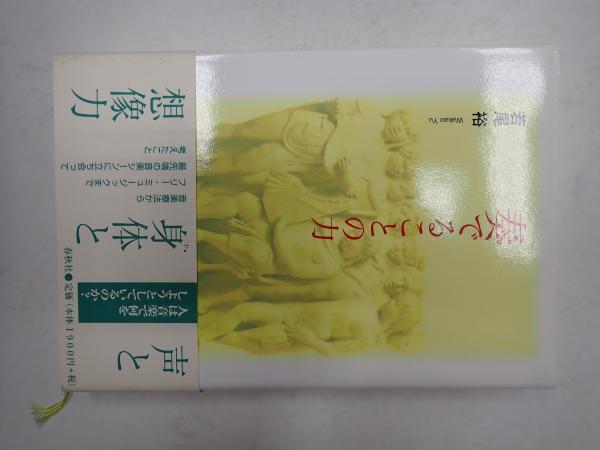 奏でることの力
若尾 裕
Wakao Yu
声と
身体と
想像力
人は音楽で何を
しようとしているのか?
音楽療法から
フリー・ミュージックまで
最先端の音楽シーンに立ち会って
考えたこと
春秋社●定価(本体1900円+税)